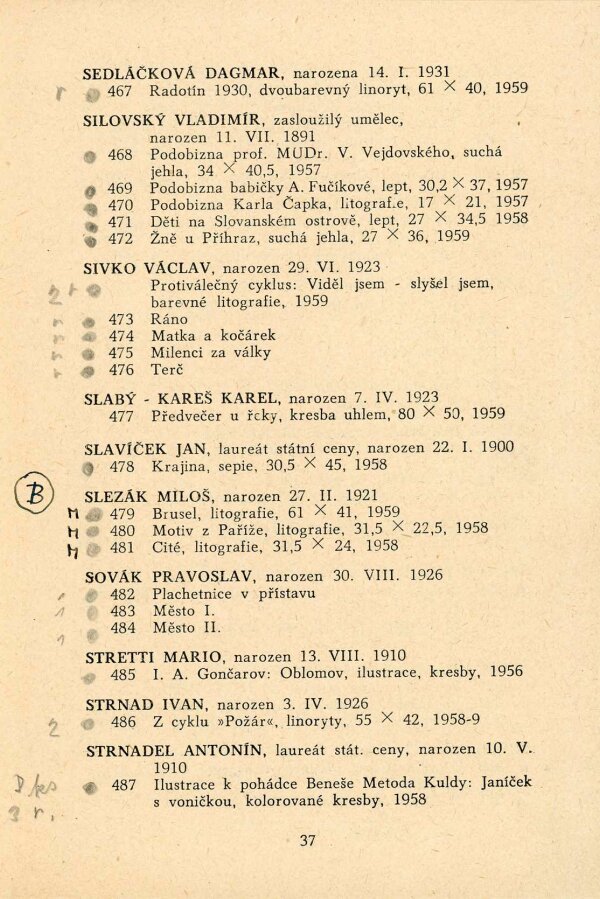 SEDLÁČKOVÁ DAGMAR, narozena 14. I. 1931
r 467 Radotín 1930, dvoubarevný linoryt, 61 × 40, 1959
SILOVSKÝ VLADIMÍR, zasloužilý umělec,
narozen 11. VII. 1891
468 Podobizna prof. MUDr. V. Vejdovského, suchá
jehla, 34 × 40,5, 1957
469 Podobizna babičky A. Fučíkové, lept, 30,2 × 37, 1957
470 Podobizna Karla Čapka, litograf.e, 17 × 21, 1957
471 Děti na Slovanském ostrově, lept, 27 × 34,5 1958
472 Žně u Příhraz, suchá jehla, 27 × 36, 1959
SIVKO VÁCLAV, narozen 29. VI. 1923
2 r Protiválečný cyklus: Viděl jsem - slyšel jsem,
barevné litografie, 1959
r 473 Ráno
r 474 Matka a kočárek
r 475 Milenci za války
r 476 Terč
SLABÝ - KAREŠ KAREL, narozen 7. IV. 1923
477 Předvečer u řcky, kresba uhlem, 80 × 50, 1959
SLAVÍČEK JAN, laureát státní ceny, narozen 22. I. 1900
478 Krajina, sepie, 30,5 × 45, 1958
B
SLEZÁK MILOŠ, narozen 27. II. 1921
M 479 Brusel, litografie, 61 × 41, 1959
M 480 Motiv z Paříže, litografie, 31,5 × 22,5, 1958
M 481 Cité, litografie, 31,5 × 24, 1958
SOVÁK PRAVOSLAV, narozen 30. VIII. 1926
482 Plachetnice v přístavu
1 483 Město I.
1 484 Město II.
STRETTI MARIO, narozen 13. VIII. 1910
485 I. A. Gončarov: Oblomov, ilustrace, kresby, 1956
STRNAD IVAN, narozen 3. IV. 1926
2 486 Z cyklu »Požár«, linoryty, 55 × 42, 1958-9
STRNADEL ANTONÍN, laureát stát. ceny, narozen 10. V.
1910
487 Ilustrace k pohádce Beneše Metoda Kuldy: Janíček
s voničkou, kolorované kresby, 1958
3 r.
37